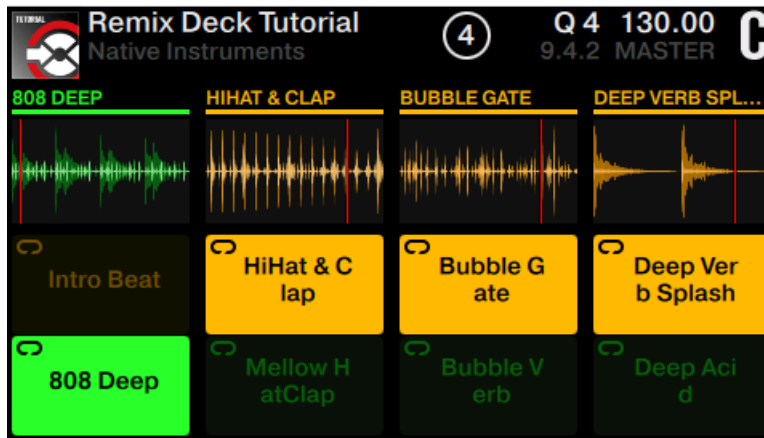 TUTORIAL
Remix Deck Tutorial
Native Instruments
4
Q 4 130.00
9.4.2 MASTER
C
808 DEEP
HIHAT & CLAP
BUBBLE GATE
DEEP VERB SPL...
Intro Beat
HiHat & C
lap
Bubble G
ate
Deep Ver
b Splash
808 Deep
Mellow H
atClap
Bubble V
erb
Deep Aci
d